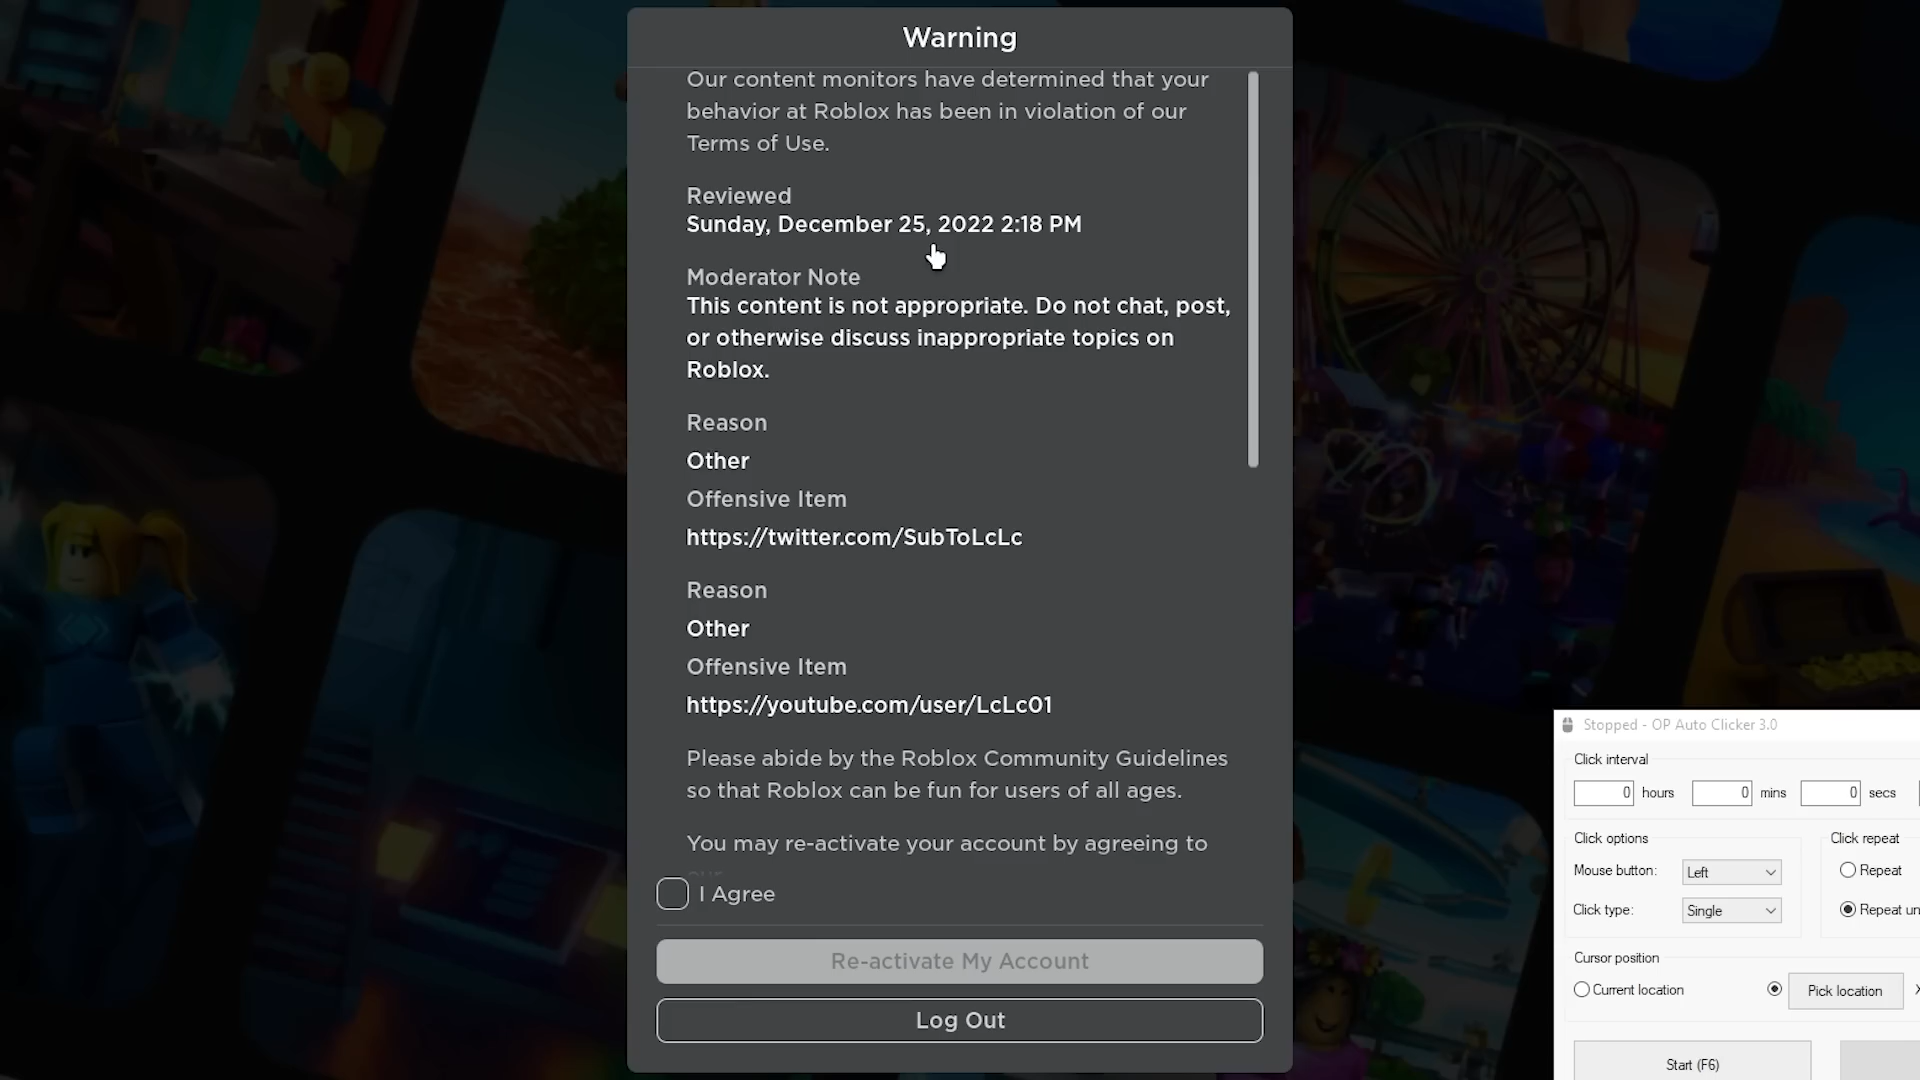 Warning
Our content monitors have determined that your
behavior at Roblox has been in violation of our
Terms of Use.
Reviewed
Sunday, December 25, 2022 2:18 PM
Moderator Note
This content is not appropriate. Do not chat, post,
or otherwise discuss inappropriate topics on
Roblox.
Reason
Other
Offensive Item
https://twitter.com/SubToLcLc
Reason
Other
Offensive Item
https://youtube.com/user/LcLc01
Please abide by the Roblox Community Guidelines
so that Roblox can be fun for users of all ages.
You may re-activate your account by agreeing to
I Agree
Re-activate My Account
Log Out
Stopped - OP Auto Clicker 3.0
Click interval
0 hours 0 mins 0 secs
Click options
Mouse button: Left
Click type: Single
Click repeat
Repeat
Repeat un
Cursor position
Current location
Pick location
Start (F6)